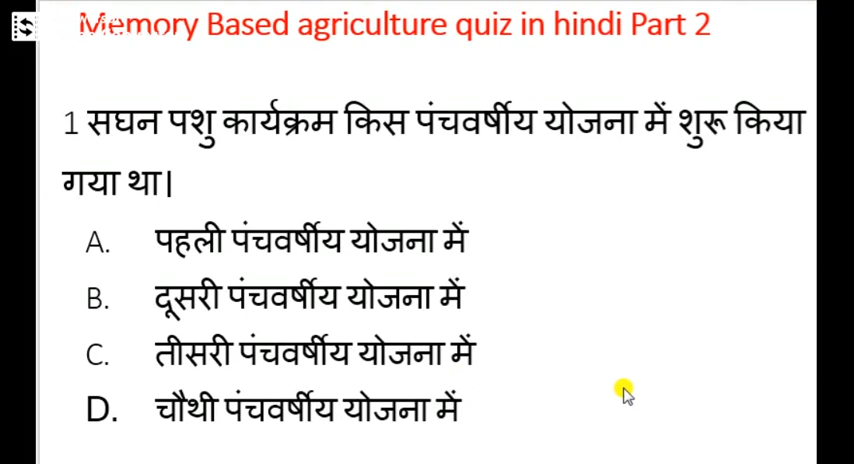 Memory Based agriculture quiz in hindi Part 2
1 सघन पशु कार्यक्रम किस पंचवर्षीय योजना में शुरू किया
गया था।
A. पहली पंचवर्षीय योजना में
B. दूसरी पंचवर्षीय योजना में
C. तीसरी पंचवर्षीय योजना में
D. चौथी पंचवर्षीय योजना में